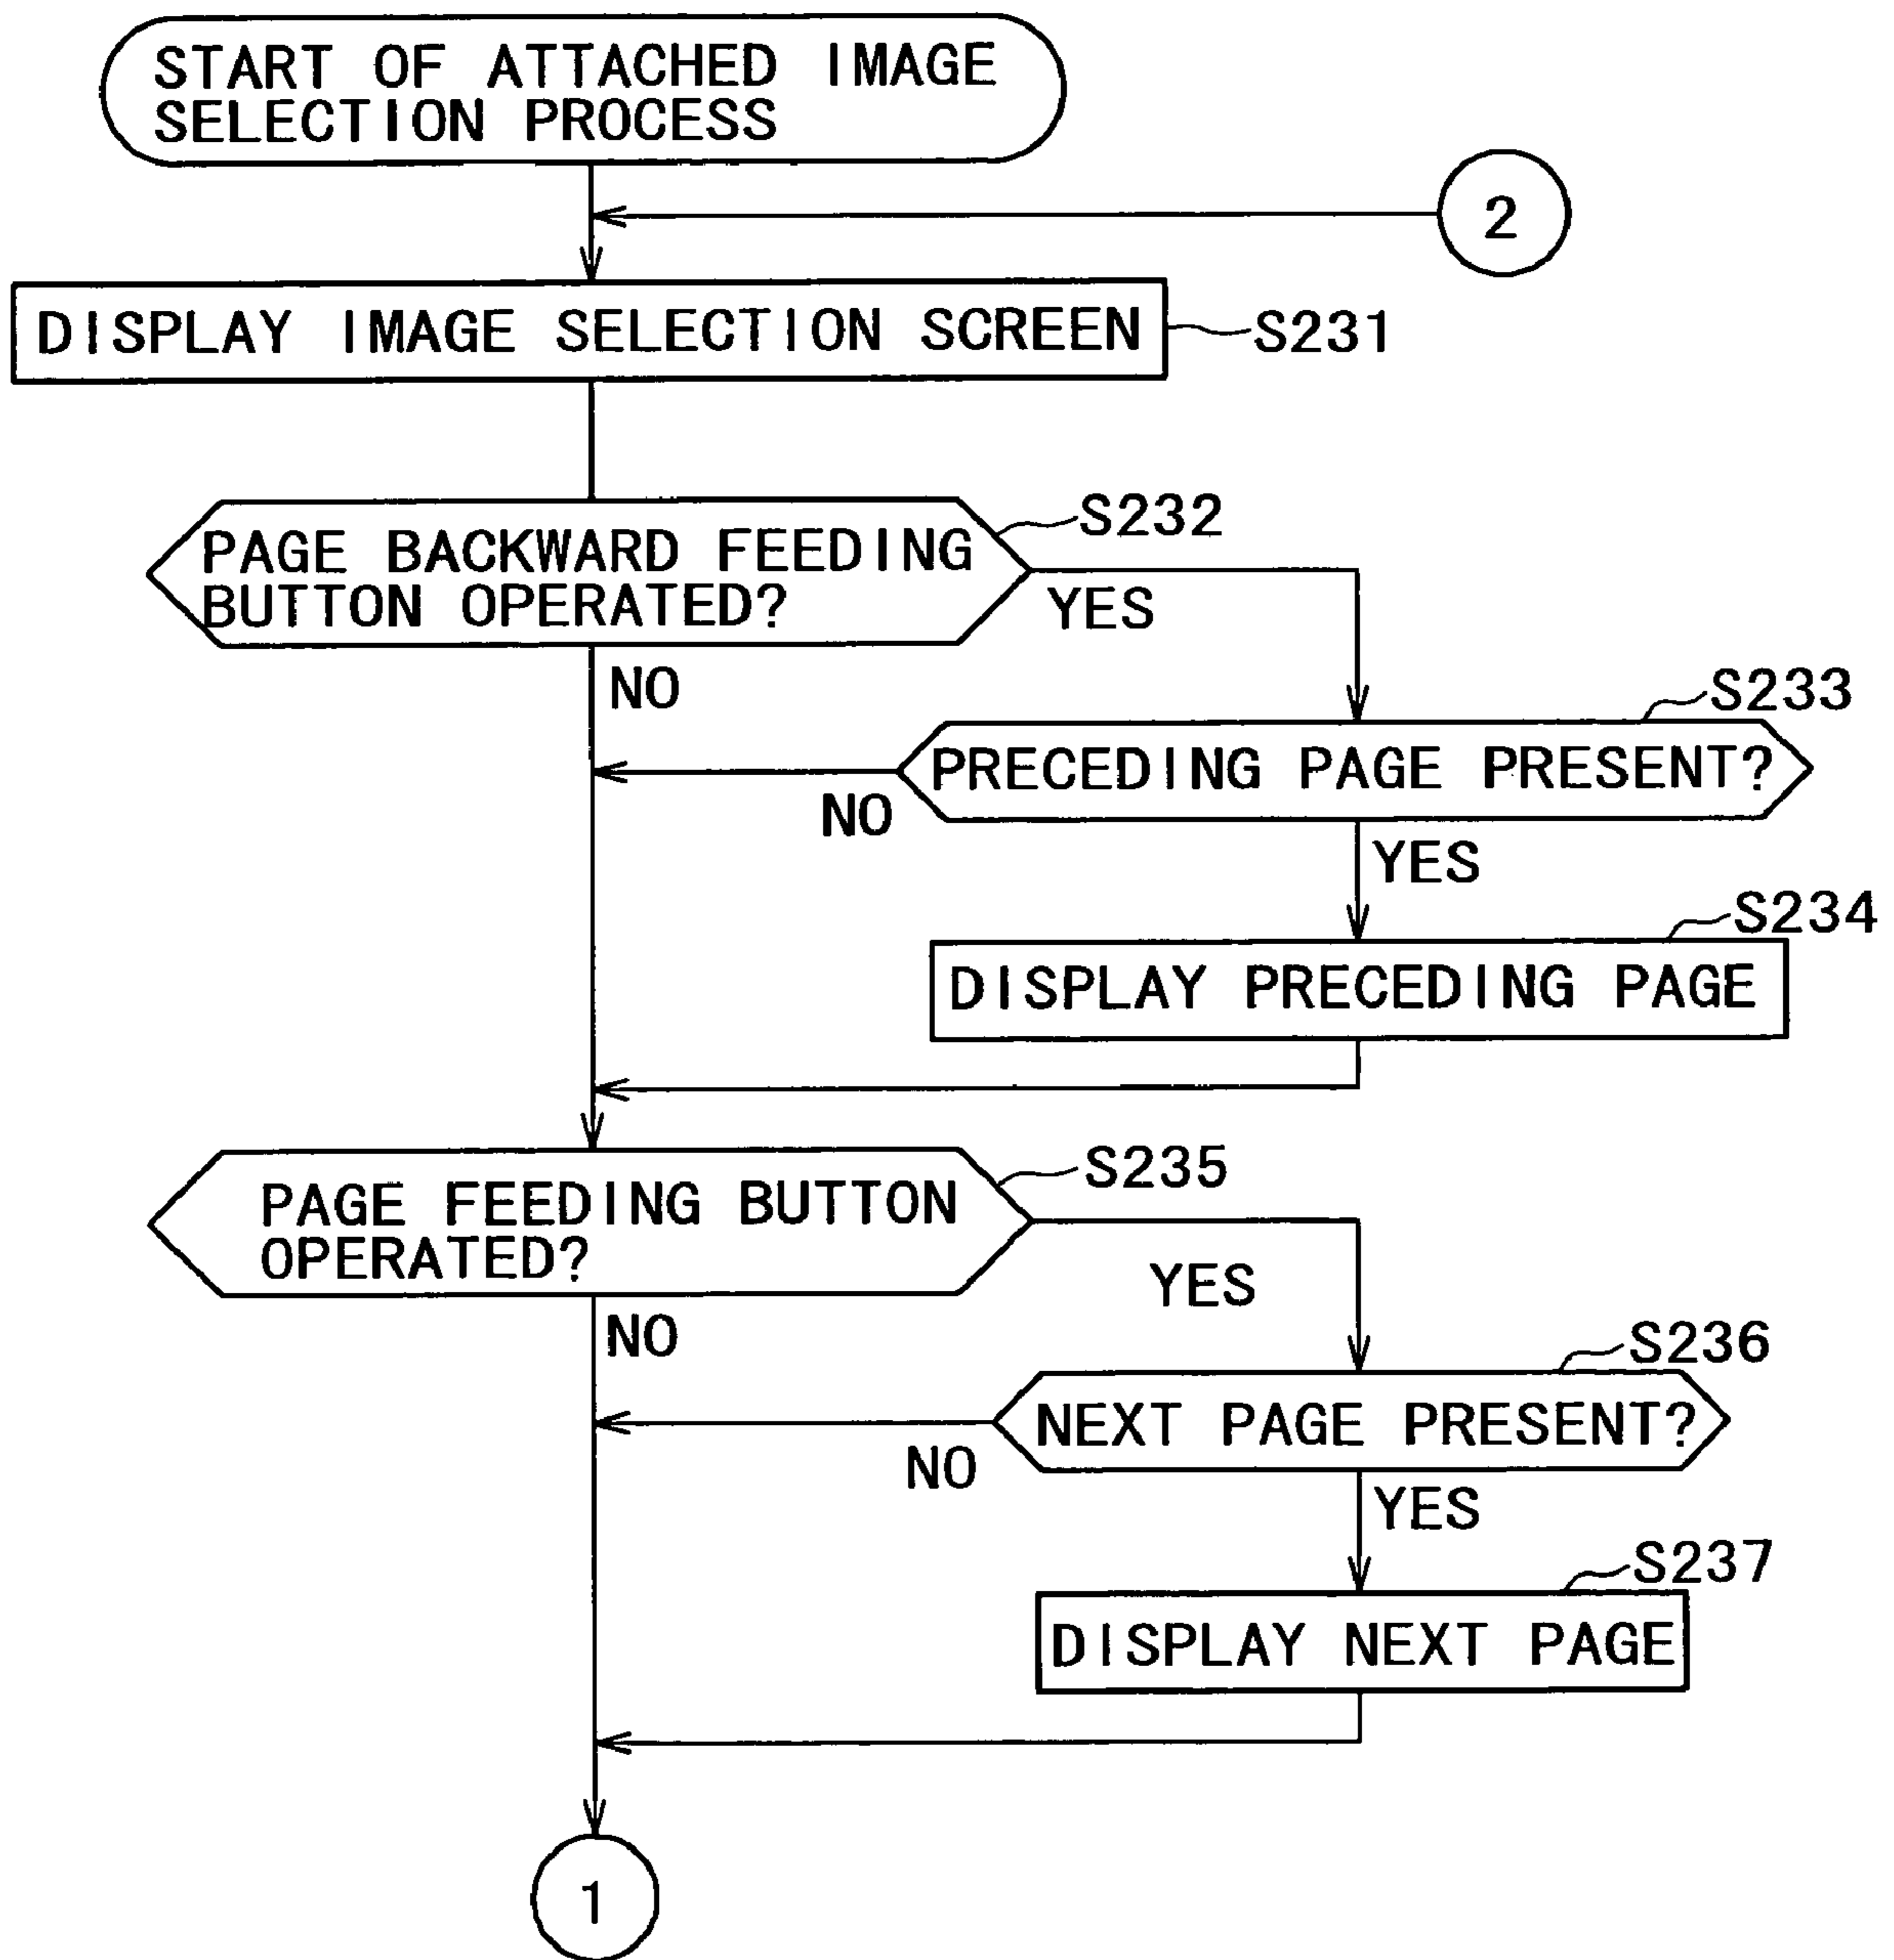 START OF ATTACHED IMAGE
SELECTION PROCESS
2
DISPLAY IMAGE SELECTION SCREEN
S231
S232
PAGE BACKWARD FEEDING
BUTTON OPERATED?
YES
NO
S233
PRECEDING PAGE PRESENT?
NO
YES
S234
DISPLAY PRECEDING PAGE
S235
PAGE FEEDING BUTTON
OPERATED?
YES
NO
S236
NEXT PAGE PRESENT?
NO
YES
S237
DISPLAY NEXT PAGE
1